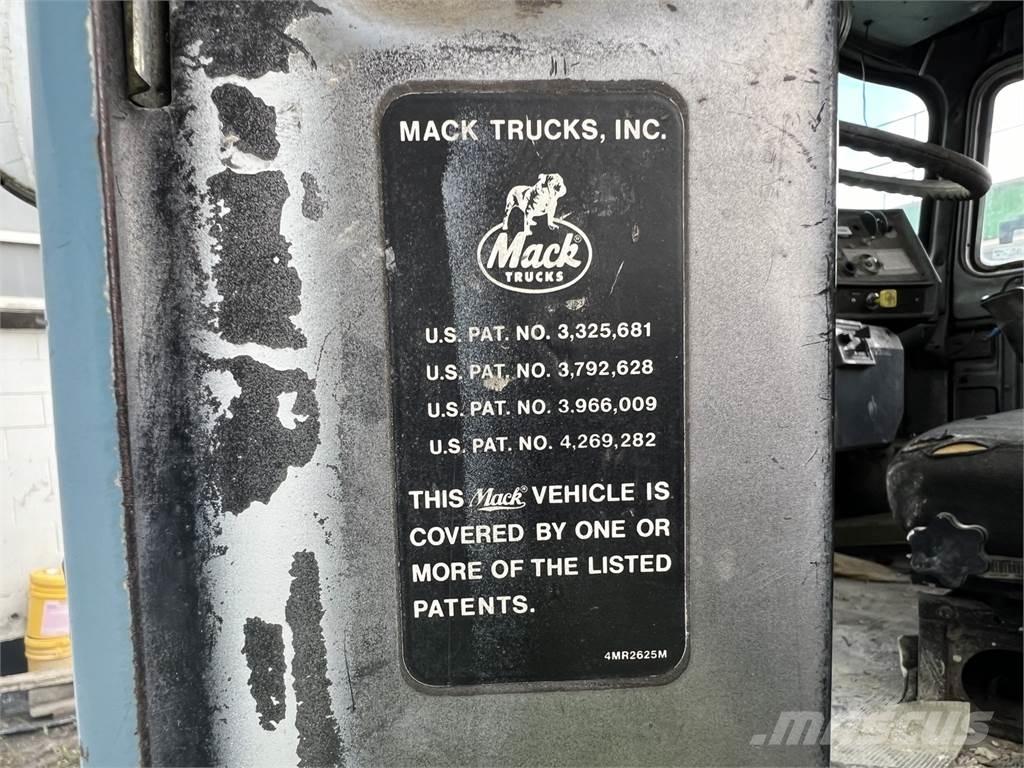 MACK TRUCKS, INC.
Mack®
TRUCKS
U.S. PAT. NO. 3,325,681
U.S. PAT. NO. 3,792,628
U.S. PAT. NO. 3.966,009
U.S. PAT. NO. 4,269,282
THIS Mack® VEHICLE IS
COVERED BY ONE OR
MORE OF THE LISTED
PATENTS.
4MR2625M
mascus